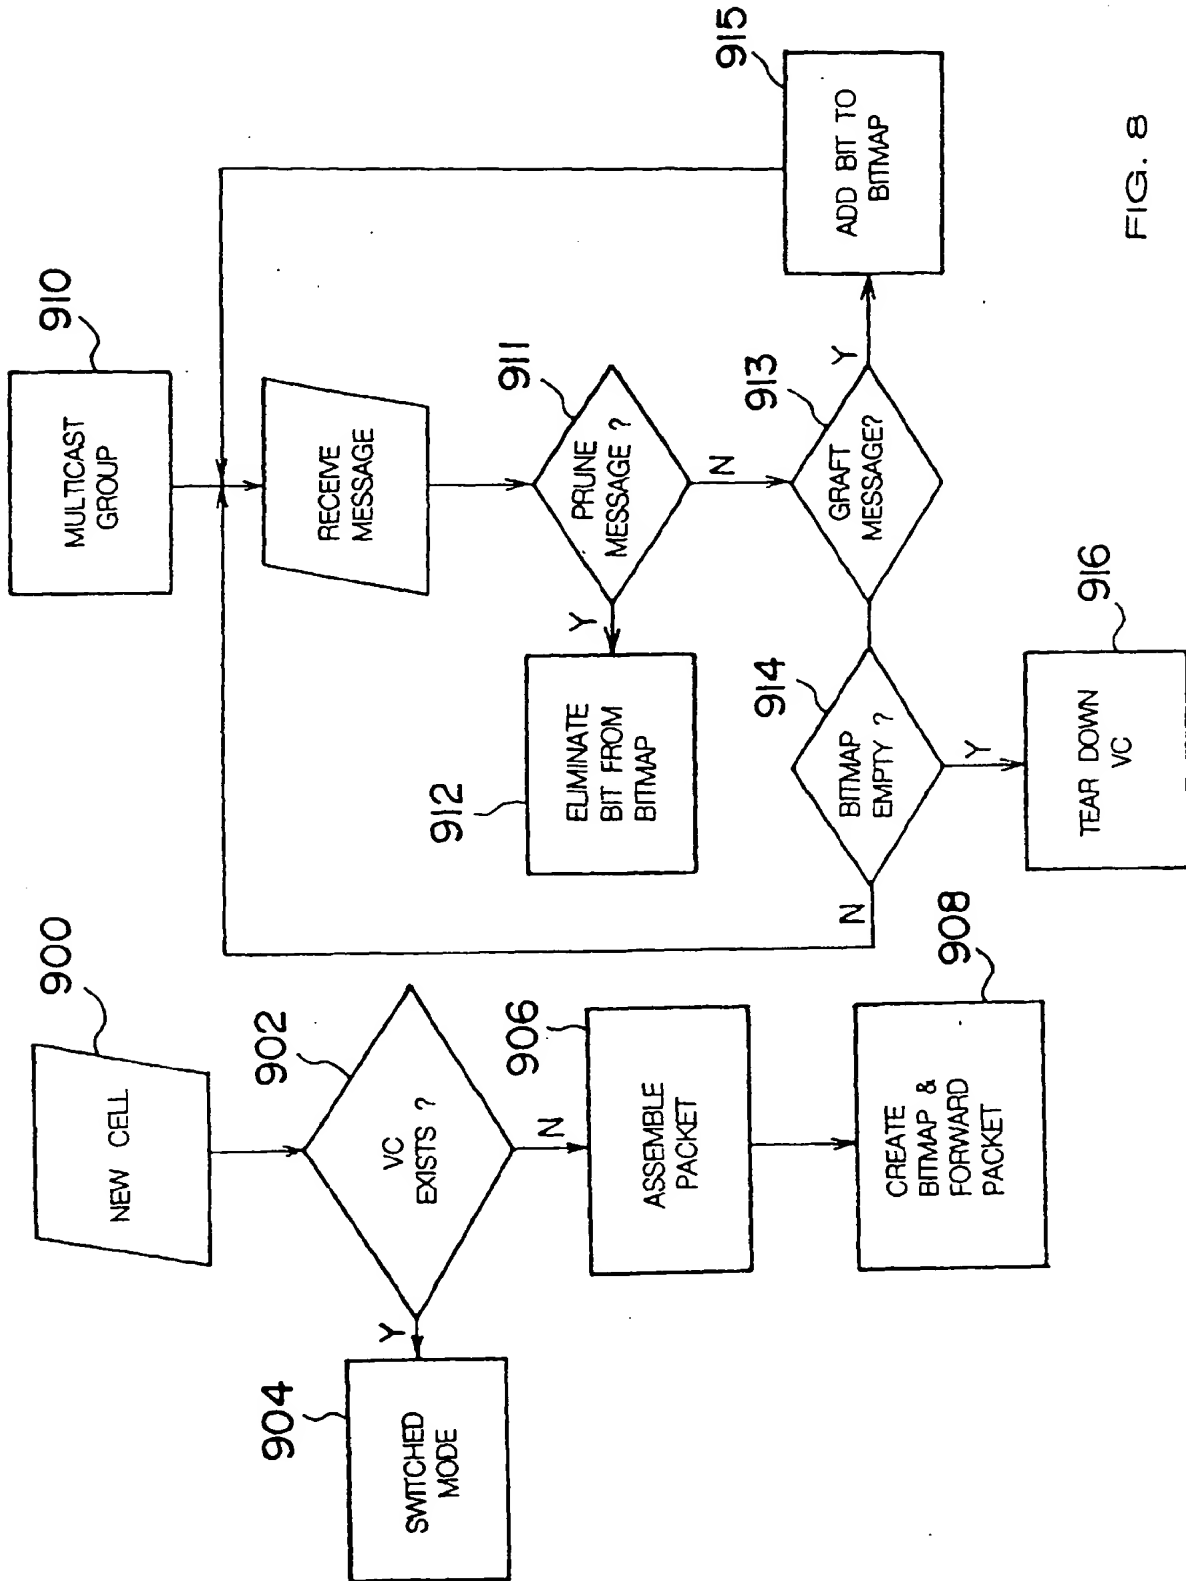 900
NEW CELL
902
VC
EXISTS ?
Y
N
904
SWITCHED
MODE
906
ASSEMBLE
PACKET
908
CREATE
BITMAP &
FORWARD
PACKET
910
MULTICAST
GROUP
RECEIVE
MESSAGE
911
PRUNE
MESSAGE ?
Y
N
912
ELIMINATE
BIT FROM
BITMAP
913
GRAFT
MESSAGE?
Y
915
ADD BIT TO
BITMAP
914
BITMAP
EMPTY ?
N
Y
916
TEAR DOWN
VC
FIG. 8